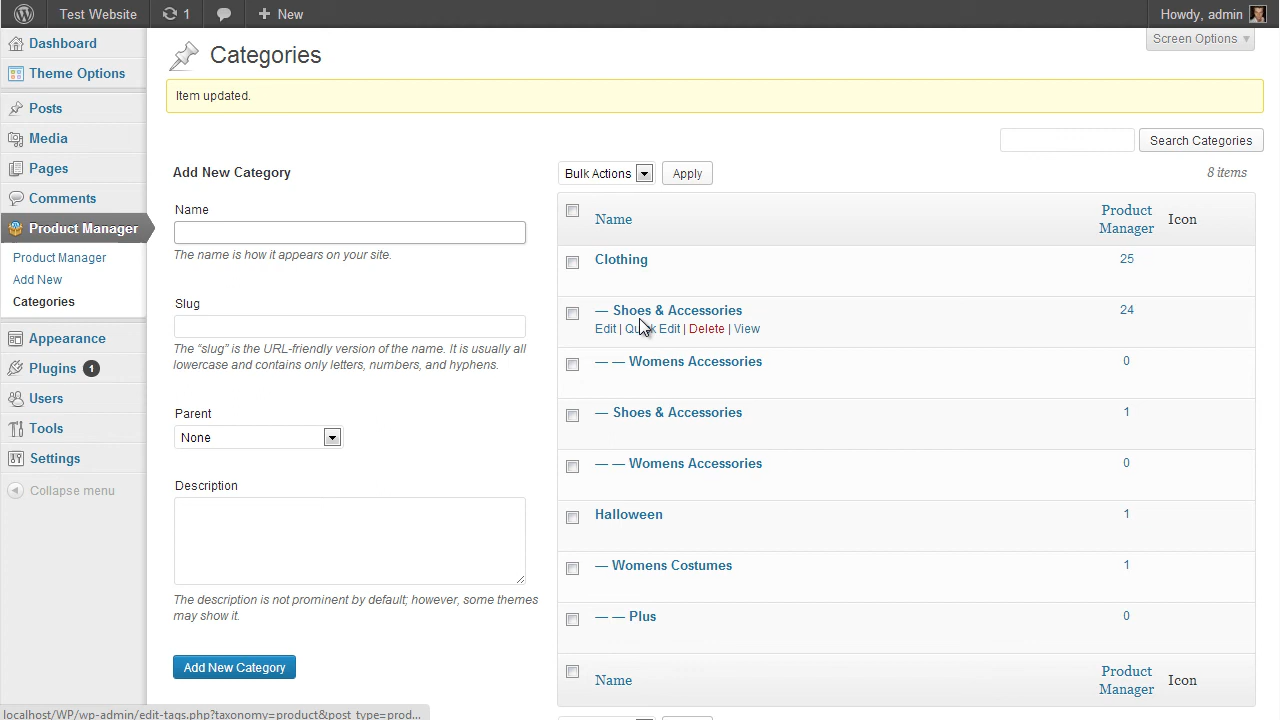 Test Website 1 New Howdy, admin
Screen Options
Dashboard
Theme Options
Posts
Media
Pages
Comments
Product Manager
Product Manager
Add New
Categories
Appearance
Plugins 1
Users
Tools
Settings
Collapse menu
Categories
Item updated.
Search Categories
Add New Category
Name
The name is how it appears on your site.
Slug
The “slug” is the URL-friendly version of the name. It is usually all
lowercase and contains only letters, numbers, and hyphens.
Parent
None
Description
The description is not prominent by default; however, some themes
may show it.
Add New Category
Bulk Actions Apply 8 items
Name Product Manager Icon
Clothing 25
— Shoes & Accessories 24
Edit | Quick Edit | Delete | View
— — Womens Accessories 0
— Shoes & Accessories 1
— — Womens Accessories 0
Halloween 1
— Womens Costumes 1
— — Plus 0
Name Product Manager Icon
localhost/WP/wp-admin/edit-tags.php?taxonomy=product&post_type=prod...